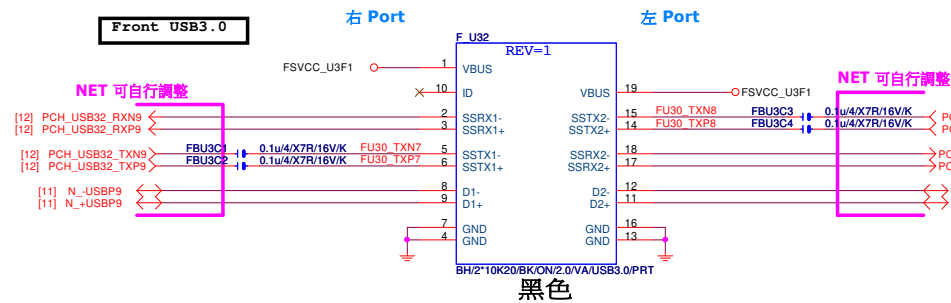 右 Port
左 Port
Front USB3.0
F_U32
REV=1
FSVCC_U3F1
1
VBUS
10
ID
VBUS
19
FSVCC_U3F1
NET 可自行調整
NET 可自行調整
[12] PCH_USB32_RXN9
2
SSRX1-
SSTX2-
15
FU30_TXN8
FBU3C3
0.1u/4/X7R/16V/K
[12] PCH_USB32_RXP9
3
SSRX1+
SSTX2+
14
FU30_TXP8
FBU3C4
0.1u/4/X7R/16V/K
[12] PCH_USB32_TXN9
FBU3C1
0.1u/4/X7R/16V/K
FU30_TXN7
5
SSTX1-
SSRX2-
18
[12] PCH_USB32_TXP9
FBU3C2
0.1u/4/X7R/16V/K
FU30_TXP7
6
SSTX1+
SSRX2+
17
[11] N_-USBP9
8
D1-
D2-
12
[11] N_+USBP9
9
D1+
D2+
11
7
GND
GND
16
4
GND
GND
13
BH/2*10K20/BK/ON/2.0/VA/USB3.0/PRT
黑色